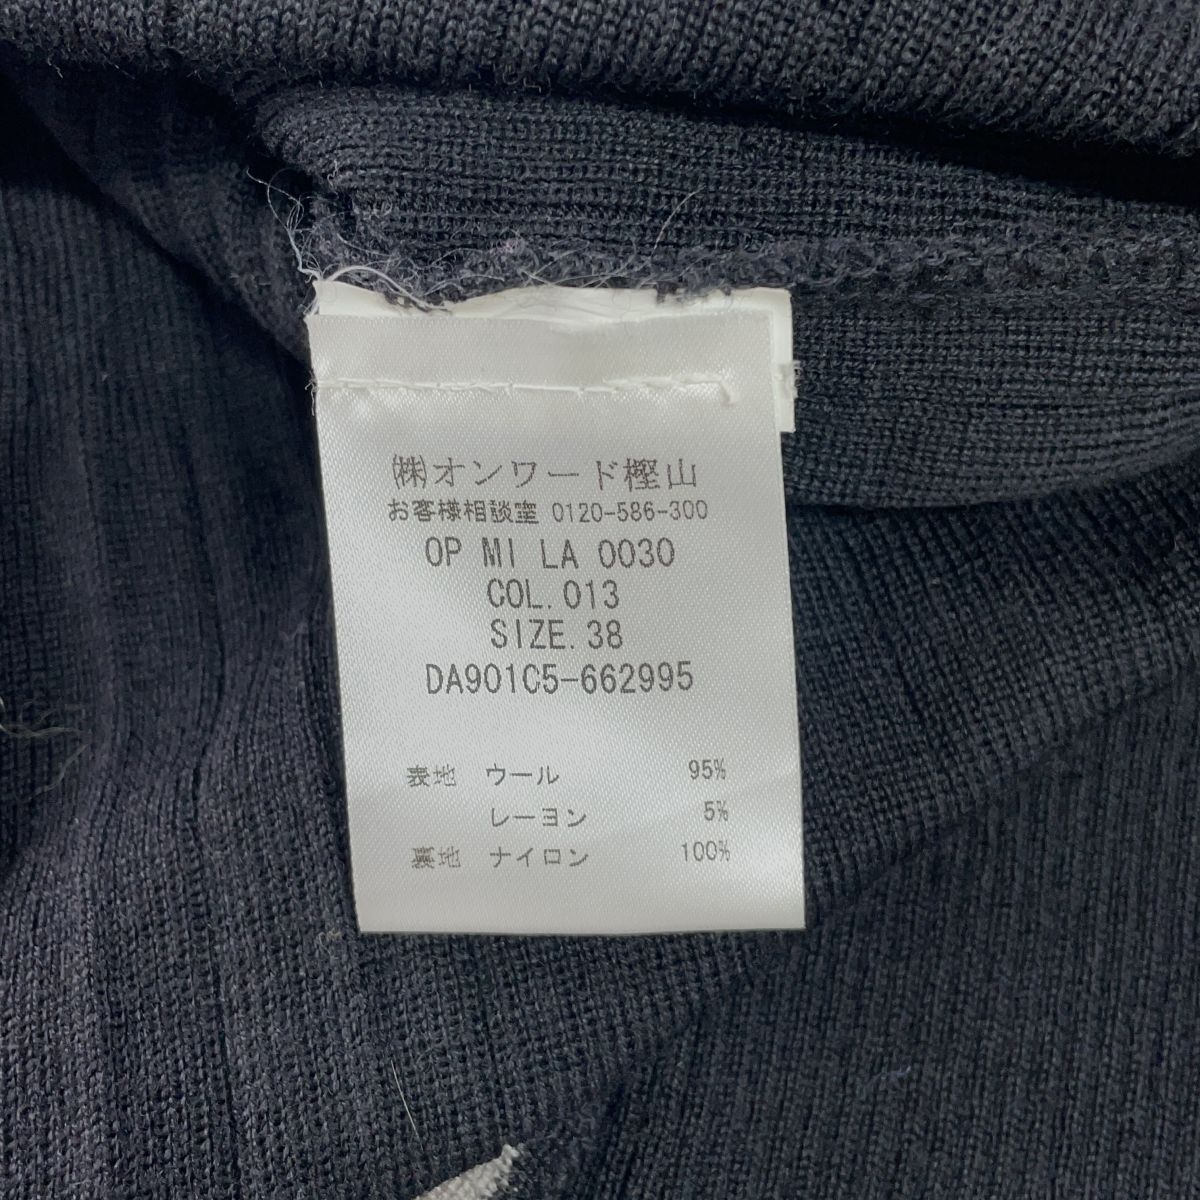 ㈱オンワード樫山
お客様相談室 0120-586-300
OP MI LA 0030
COL.013
SIZE.38
DA901C5-662995
表地 ウール 95%
レーヨン 5%
裏地 ナイロン 100%